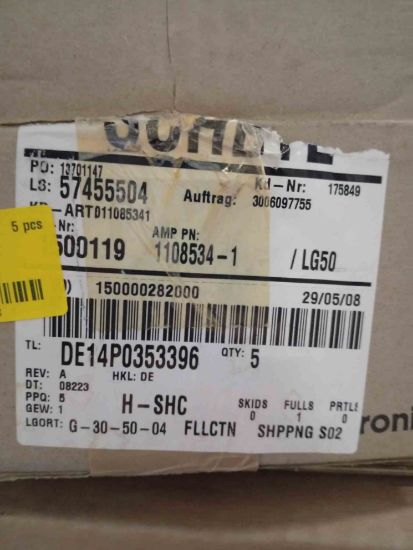 PO: 13701147
LS: 57455504 Auftrag: 3006097755
Kd-Nr: 175849
KD-ART011085341
-Nr: AMP PN:
500119 1108534-1 /LG50
5 pcs
150000282000 29/05/08
TL: DE14P0353396 QTY: 5
REV: A HKL: DE
DT: 08223
PPQ: 5 H-SHC SKIDS FULLS PRTLS
GEW: 1 0 1 0
LGORT: G-30-50-04 FLLCTN SHPPNG S02
roni